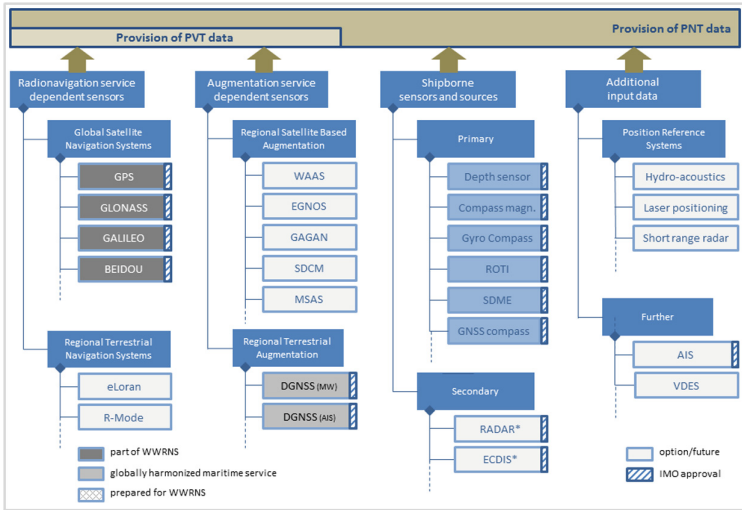 Provision of PNT data
Provision of PVT data
Radionavigation service
dependent sensors
Global Satellite
Navigation Systems
GPS
GLONASS
GALILEO
BEIDOU
Regional Terrestrial
Navigation Systems
eLoran
R-Mode
Augmentation service
dependent sensors
Regional Satellite Based
Augmentation
WAAS
EGNOS
GAGAN
SDCM
MSAS
Regional Terrestrial
Augmentation
DGNSS (MW)
DGNSS (AIS)
Shipborne
sensors and sources
Primary
Depth sensor
Compass magn.
Gyro Compass
ROTI
SDME
GNSS compass
Secondary
RADAR*
ECDIS*
Additional
input data
Position Reference
Systems
Hydro-acoustics
Laser positioning
Short range radar
Further
AIS
VDES
part of WWRNS
globally harmonized maritime service
prepared for WWRNS
option/future
IMO approval